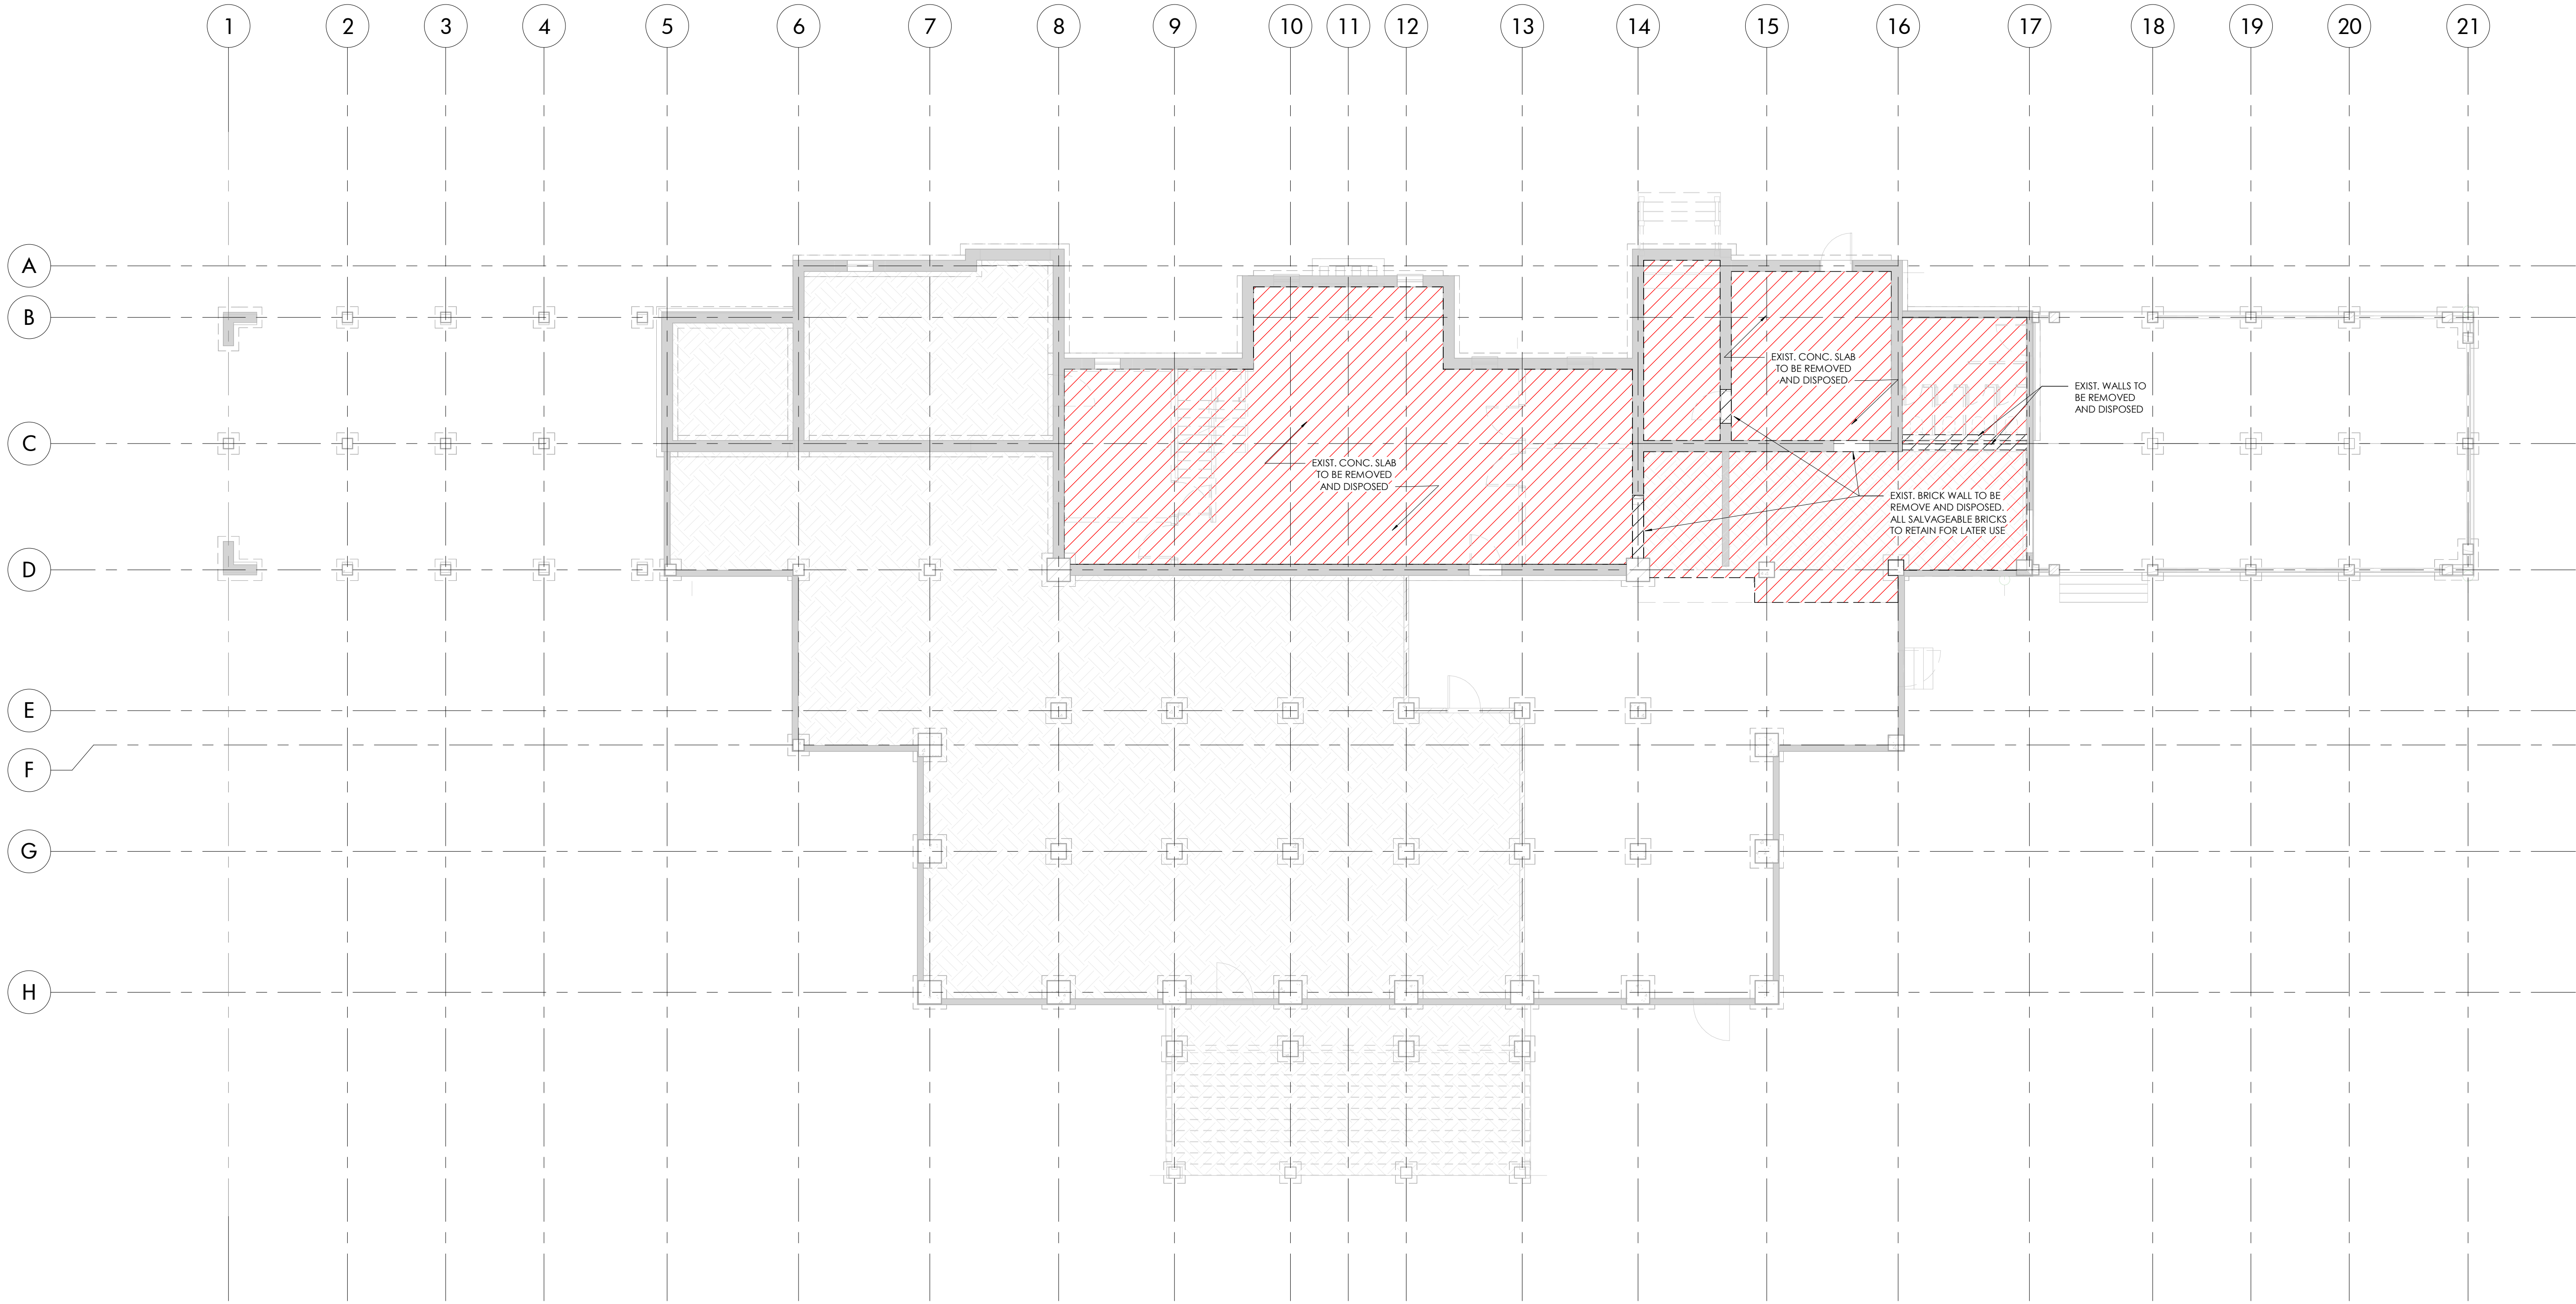 1
2
3
4
5
6
7
8
9
10
11
12
13
14
15
16
17
18
19
20
21
A
B
C
D
E
F
G
H
EXIST. CONC. SLAB
TO BE REMOVED
AND DISPOSED
EXIST. WALLS TO
BE REMOVED
AND DISPOSED
EXIST. CONC. SLAB
TO BE REMOVED
AND DISPOSED
EXIST. BRICK WALL TO BE
REMOVE AND DISPOSED.
ALL SALVAGEABLE BRICKS
TO RETAIN FOR LATER USE